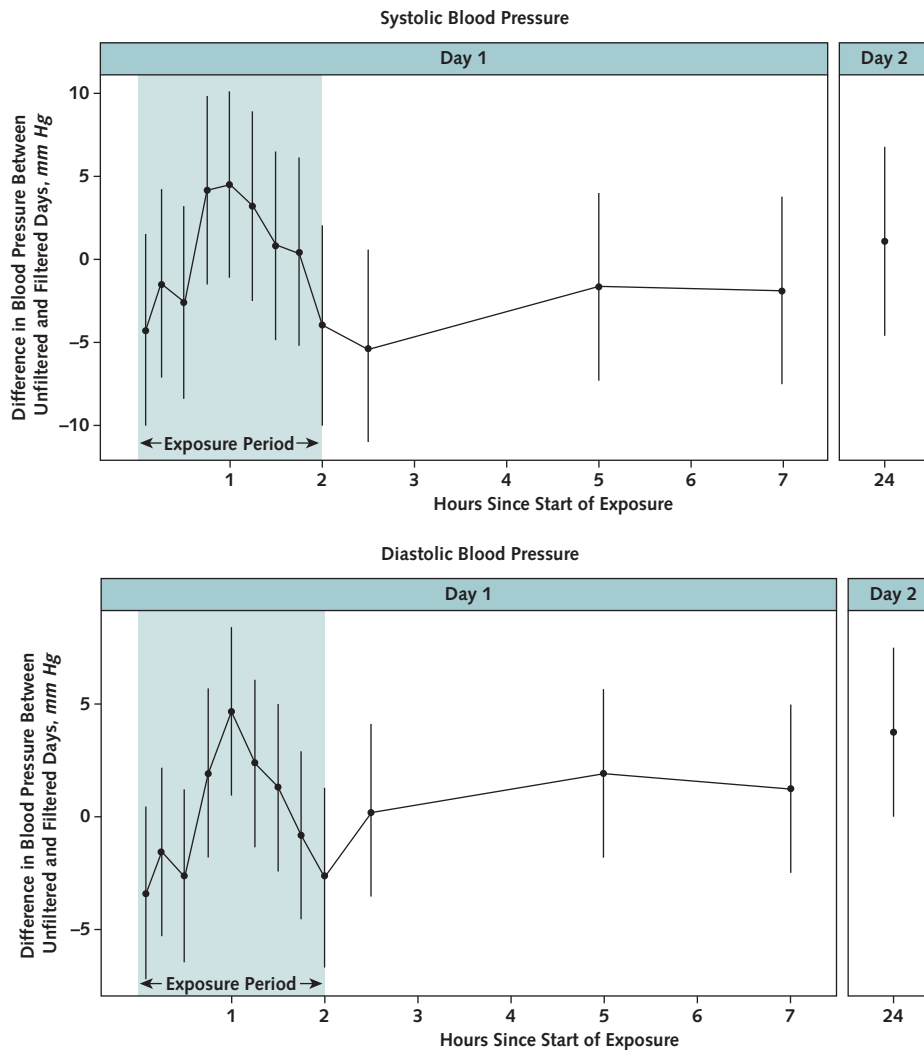 Systolic Blood Pressure
Day 1
Day 2
Difference in Blood Pressure Between
Unfiltered and Filtered Days, mm Hg
10
5
0
–5
–10
Exposure Period
1
2
3
4
5
6
7
24
Hours Since Start of Exposure
Diastolic Blood Pressure
Day 1
Day 2
Difference in Blood Pressure Between
Unfiltered and Filtered Days, mm Hg
5
0
–5
Exposure Period
1
2
3
4
5
6
7
24
Hours Since Start of Exposure